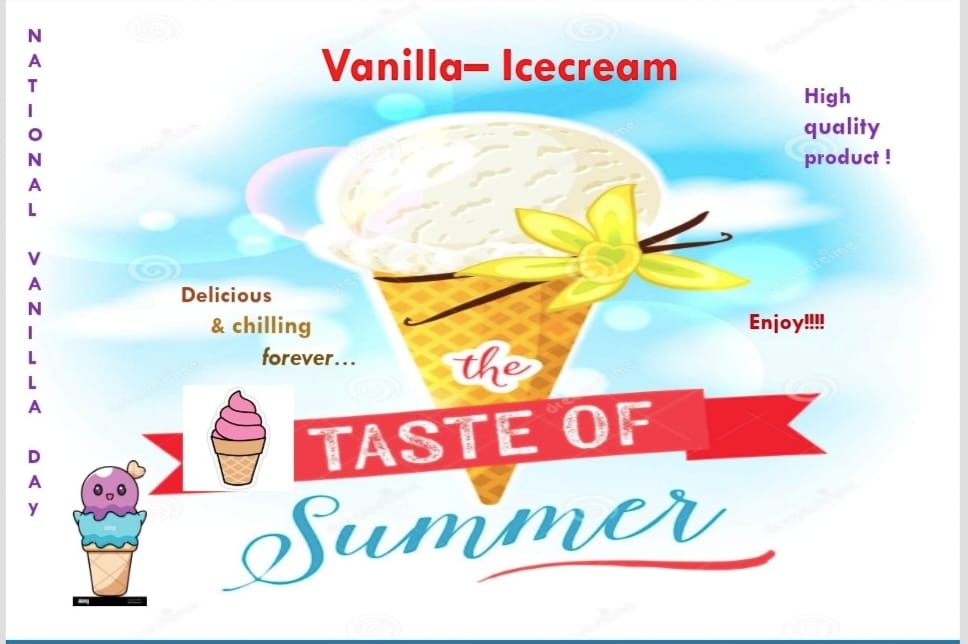 NATIONAL VANILLA DAy
Vanilla– Icecream
High
quality
product !
Delicious
& chilling
forever...
Enjoy!!!!
the
TASTE OF
Summer